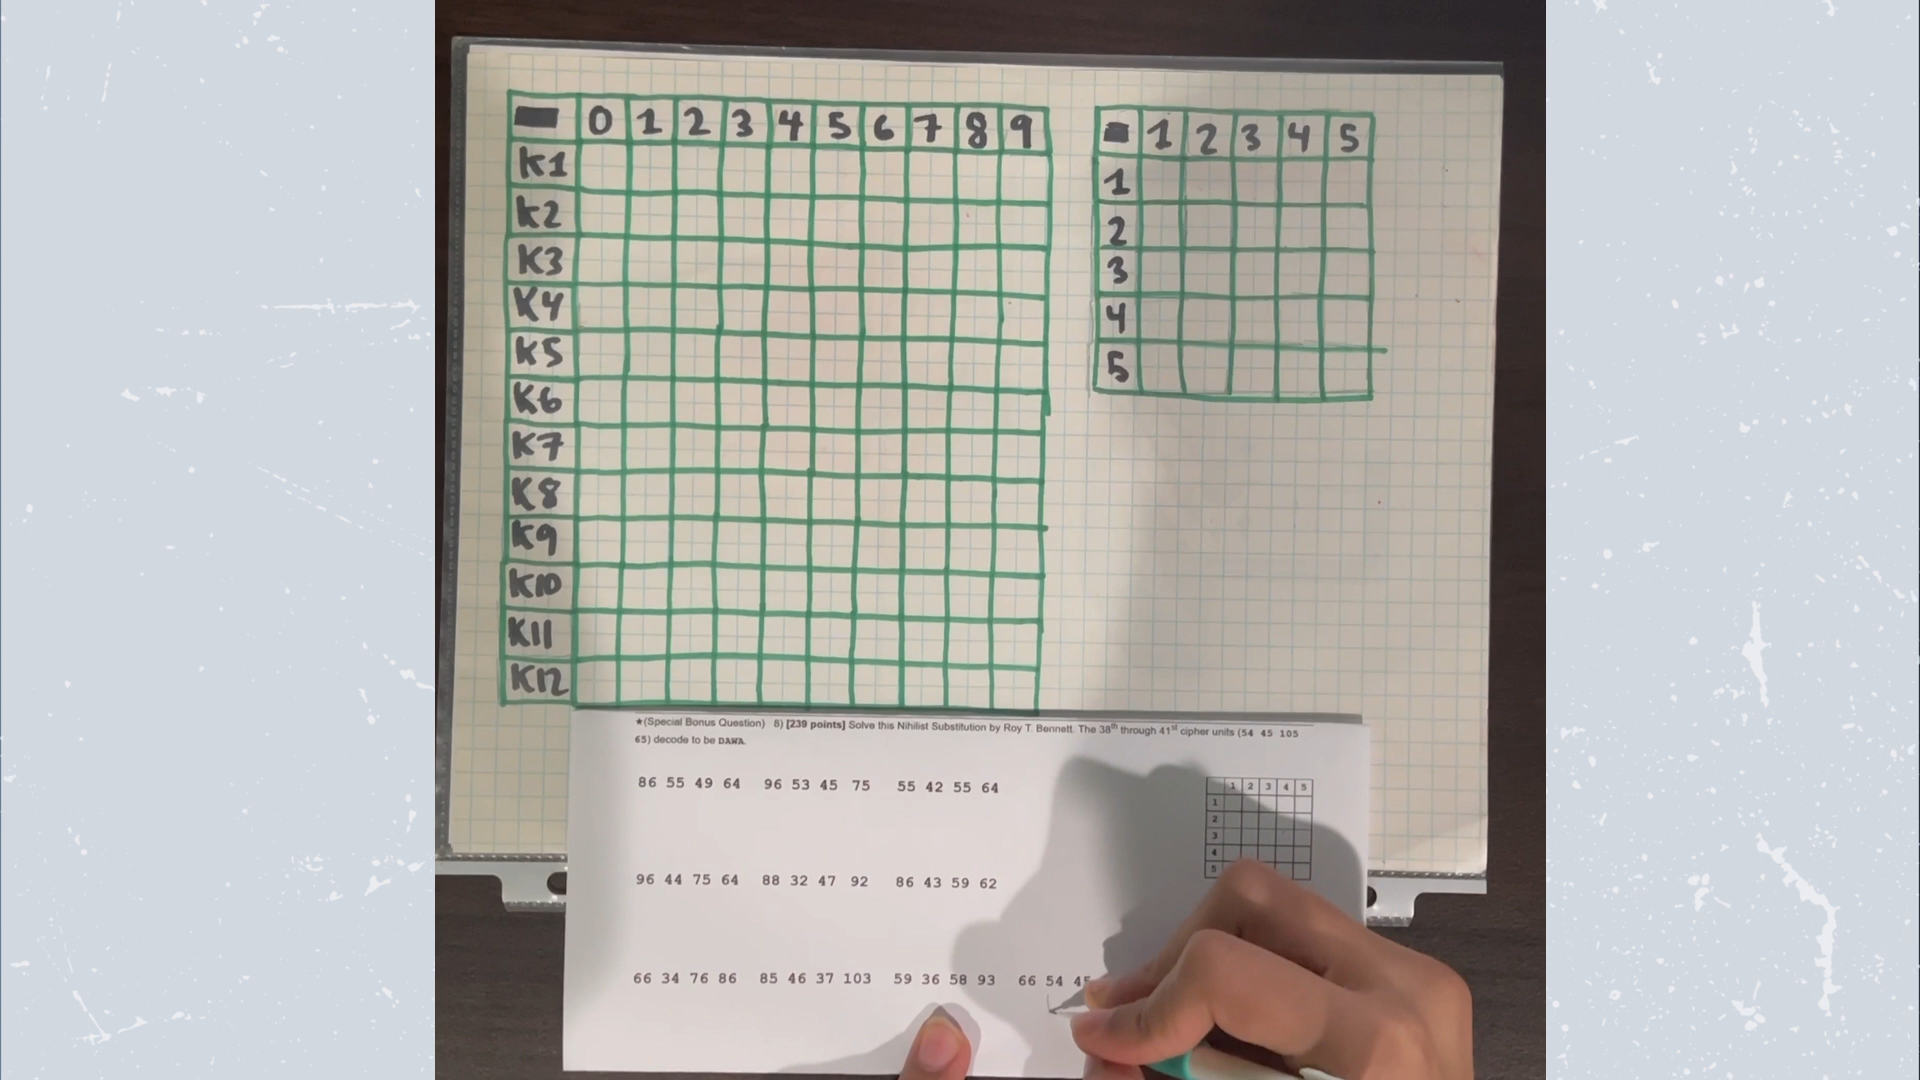 0 1 2 3 4 5 6 7 8 9
K1
K2
K3
K4
K5
K6
K7
K8
K9
K10
K11
K12
1 2 3 4 5
1
2
3
4
5
★(Special Bonus Question) 8) [239 points] Solve this Nihilist Substitution by Roy T. Bennett. The 38th through 41st cipher units (54 45 105
65) decode to be DAWA.
86 55 49 64 96 53 45 75 55 42 55 64
96 44 75 64 88 32 47 92 86 43 59 62
66 34 76 86 85 46 37 103 59 36 58 93 66 54 45
1 2 3 4 5
1
2
3
4
5